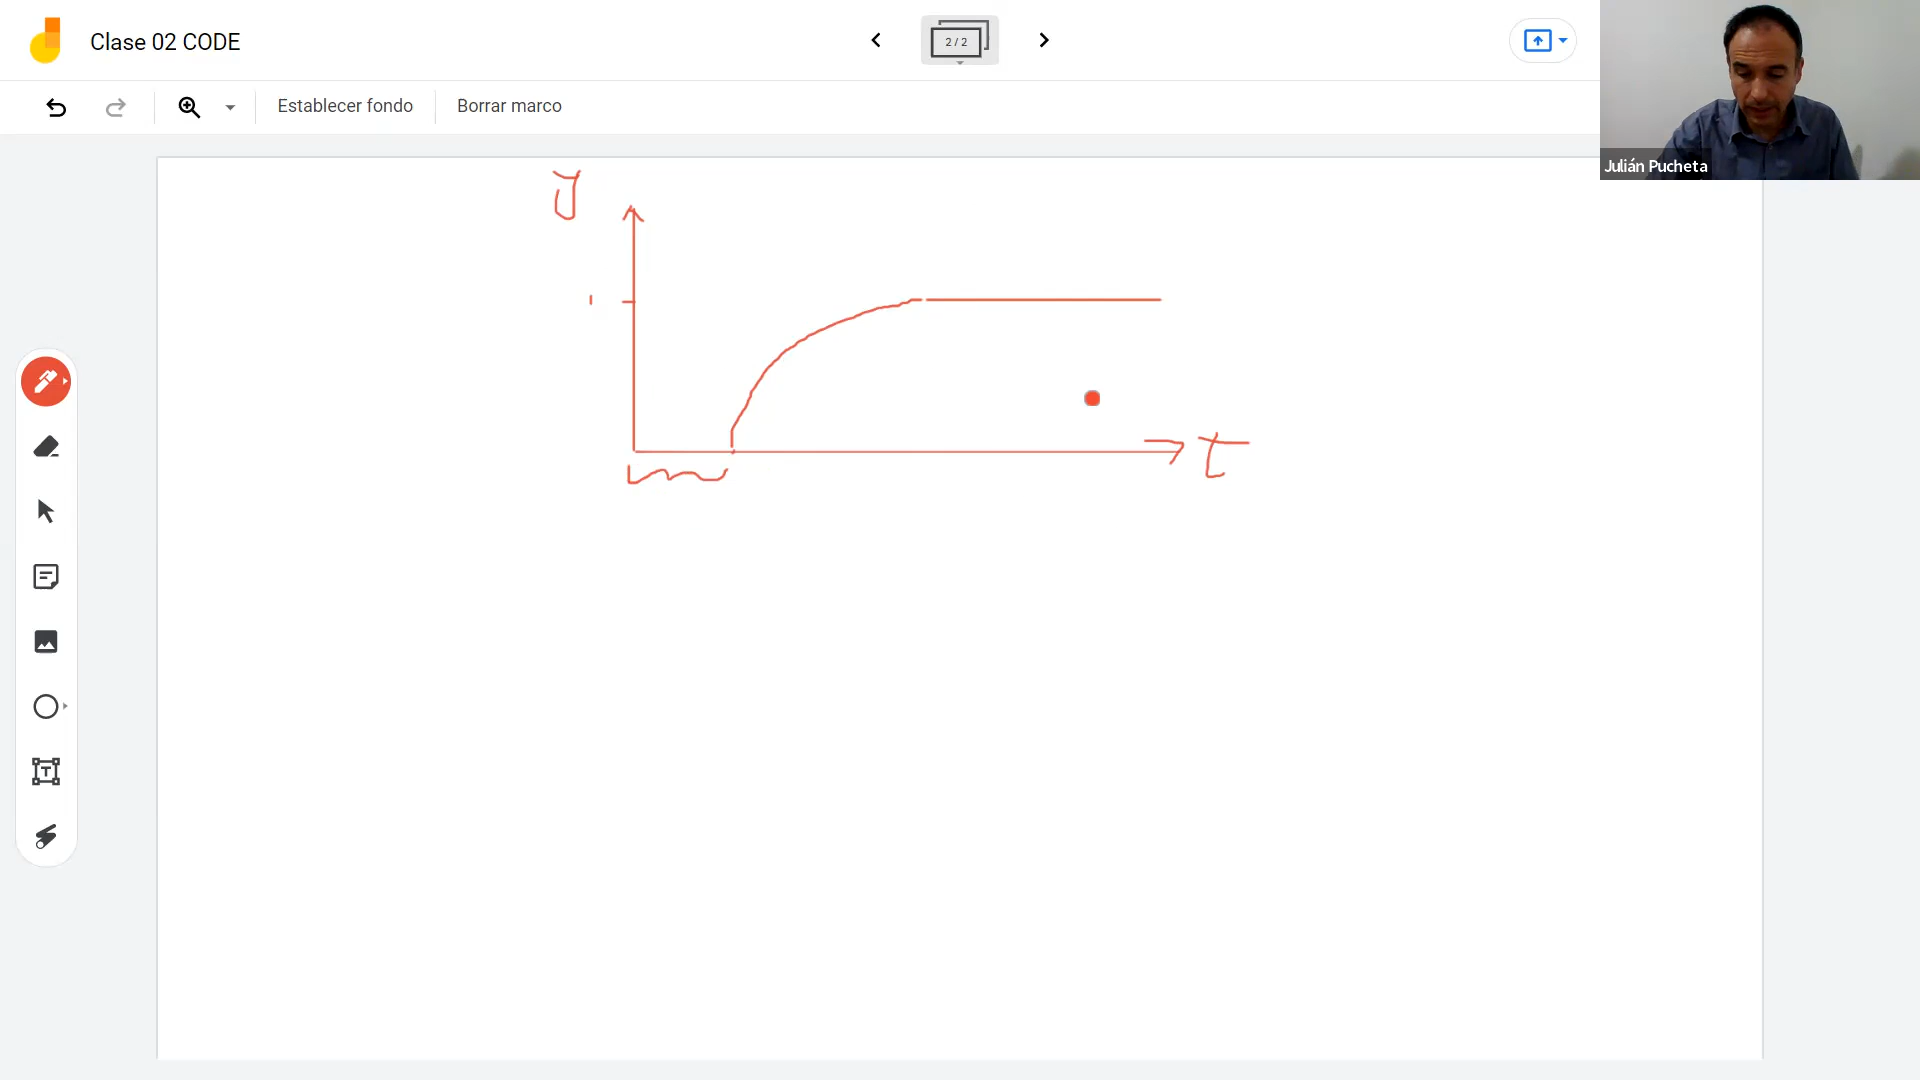 Clase 02 CODE
2 / 2
Establecer fondo
Borrar marco
Julián Pucheta
y
1
t